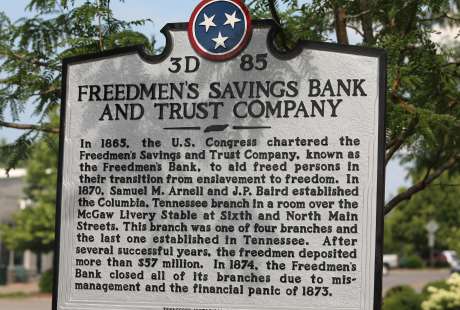 3D 85
FREEDMEN'S SAVINGS BANK
AND TRUST COMPANY
In 1865, the U.S. Congress chartered the
Freedmen's Savings and Trust Company, known as
the Freedmen's Bank, to aid freed persons in
their transition from enslavement to freedom. In
1870, Samuel M. Arnell and J.P. Baird established
the Columbia, Tennessee branch in a room over the
McGaw Livery Stable at Sixth and North Main
Streets. This branch was one of four branches and
the last one established in Tennessee. After
several successful years, the freedmen deposited
more than $57 million. In 1874, the Freedmen's
Bank closed all of its branches due to mis-
management and the financial panic of 1873.